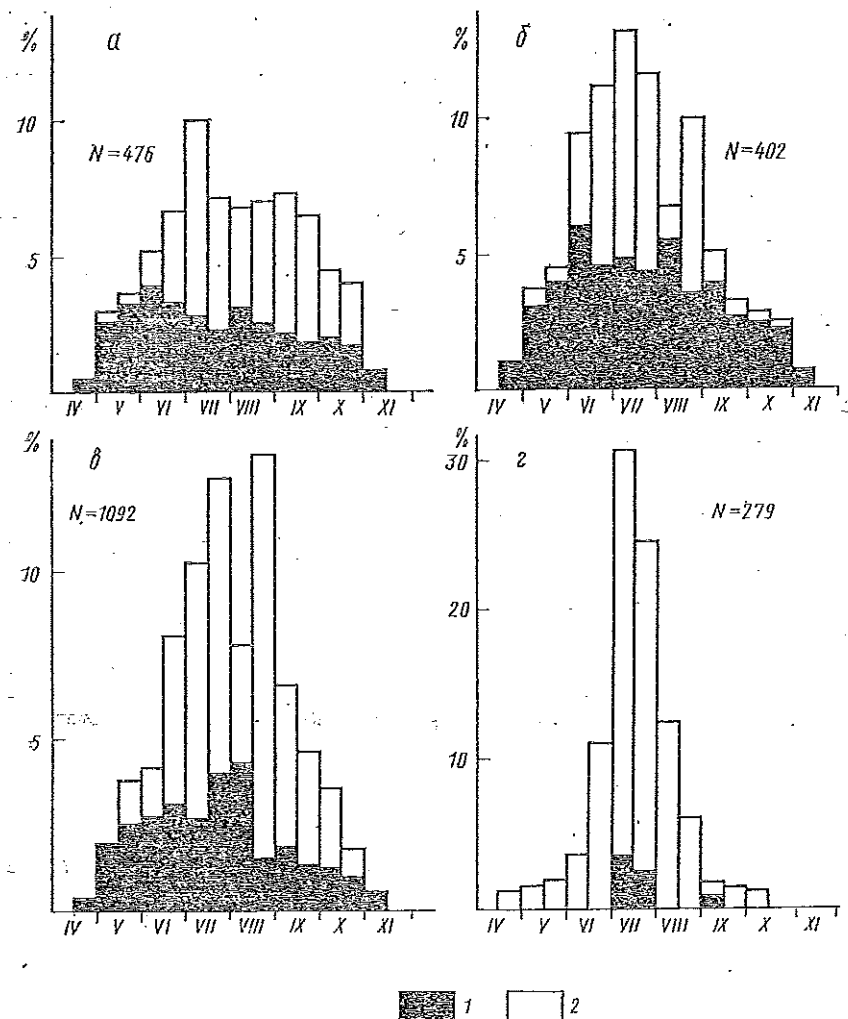 % а
10
N=476
5
IV V VI VII VIII IX X XI
% б
10
N=402
5
IV V VI VII VIII IX X XI
% в
N=1092
10
5
IV V VI VII VIII IX X XI
% г
30
N=279
20
10
IV V VI VII VIII IX X XI
1 2